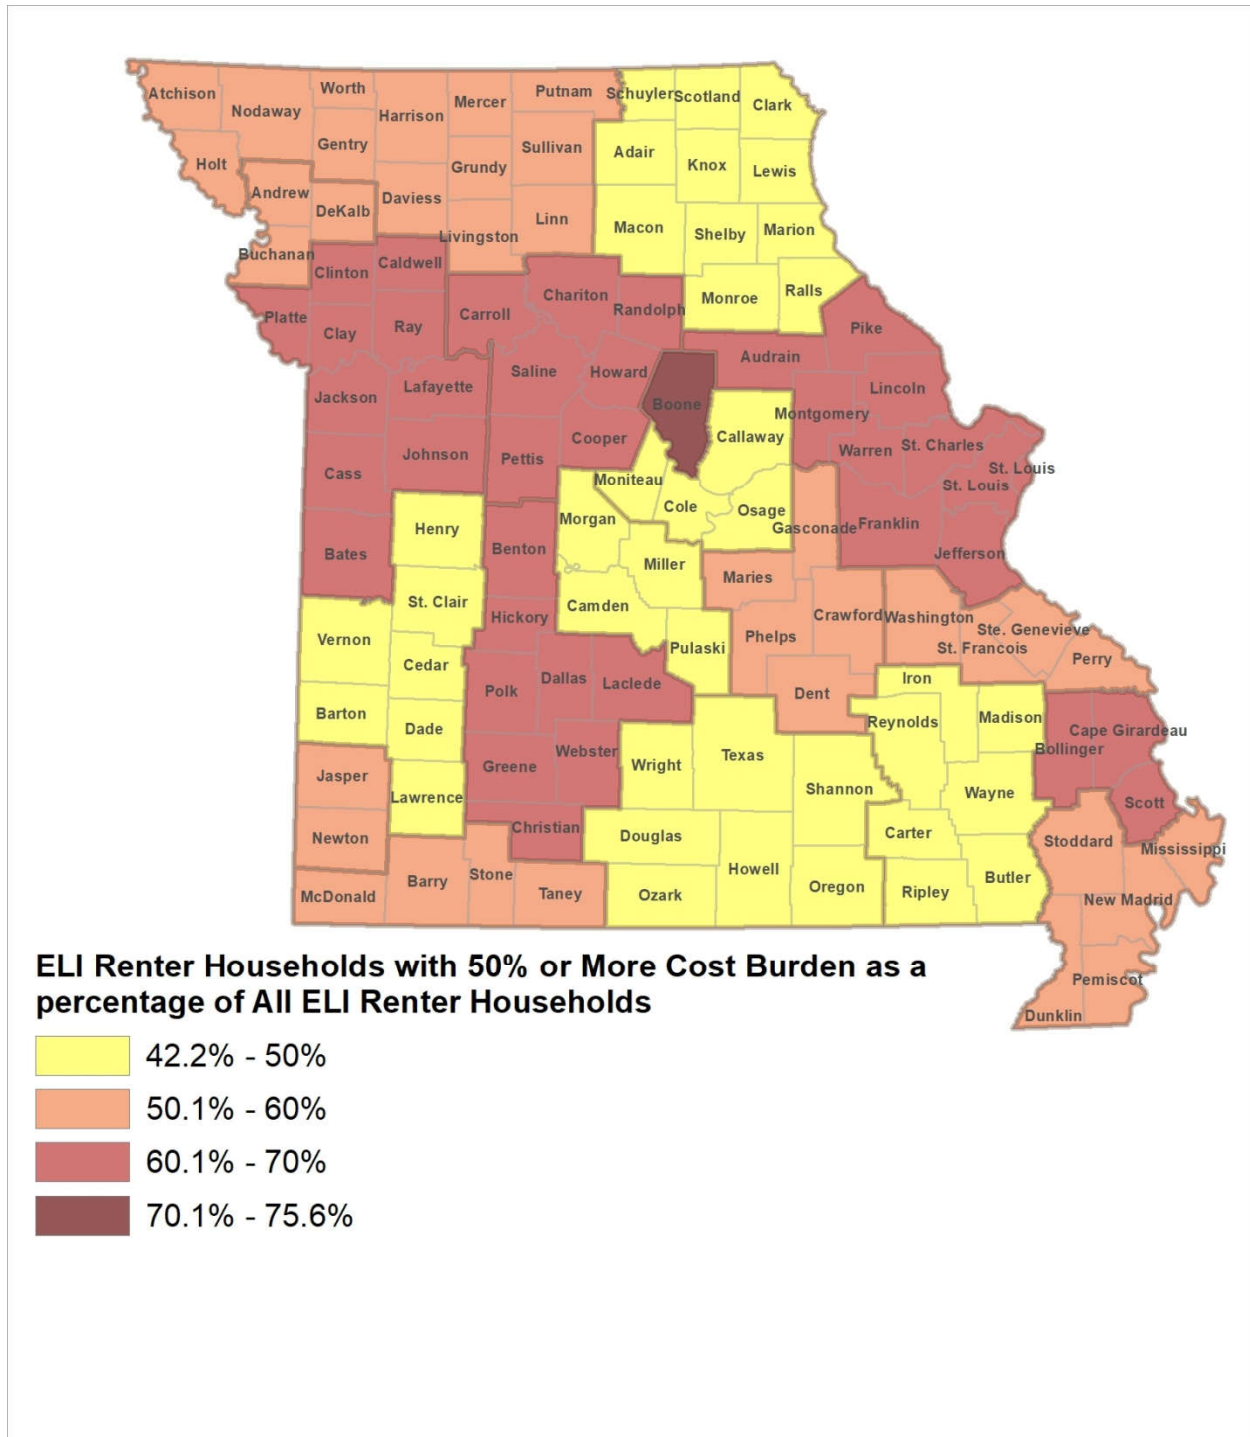 Atchison
Nodaway
Worth
Harrison
Mercer
Putnam
Schuyler
Scotland
Clark
Holt
Gentry
Grundy
Sullivan
Adair
Knox
Lewis
Andrew
DeKalb
Daviess
Livingston
Linn
Macon
Shelby
Marion
Buchanan
Clinton
Caldwell
Chariton
Randolph
Monroe
Ralls
Platte
Clay
Ray
Carroll
Pike
Audrain
Jackson
Lafayette
Saline
Howard
Boone
Montgomery
Lincoln
Cass
Johnson
Pettis
Cooper
Callaway
Warren
St. Charles
St. Louis
St. Louis
Moniteau
Cole
Osage
Gasconade
Franklin
Jefferson
Bates
Henry
Benton
Morgan
Miller
Maries
St. Clair
Hickory
Camden
Pulaski
Phelps
Crawford
Washington
Ste. Genevieve
St. Francois
Perry
Vernon
Cedar
Polk
Dallas
Laclede
Dent
Iron
Barton
Dade
Greene
Webster
Wright
Texas
Reynolds
Madison
Bollinger
Cape Girardeau
Jasper
Lawrence
Christian
Shannon
Wayne
Scott
Newton
Douglas
Carter
Stoddard
Mississippi
McDonald
Barry
Stone
Taney
Ozark
Howell
Oregon
Ripley
Butler
New Madrid
Pemiscot
Dunklin
ELI Renter Households with 50% or More Cost Burden as a
percentage of All ELI Renter Households
42.2% - 50%
50.1% - 60%
60.1% - 70%
70.1% - 75.6%